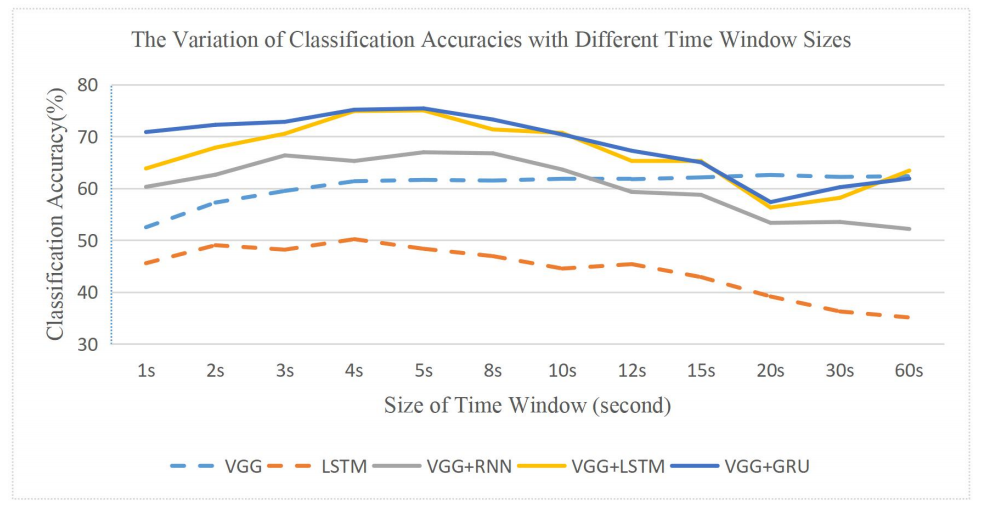 The Variation of Classification Accuracies with Different Time Window Sizes
Classification Accuracy(%)
80
70
60
50
40
30
1s 2s 3s 4s 5s 8s 10s 12s 15s 20s 30s 60s
Size of Time Window (second)
VGG LSTM VGG+RNN VGG+LSTM VGG+GRU